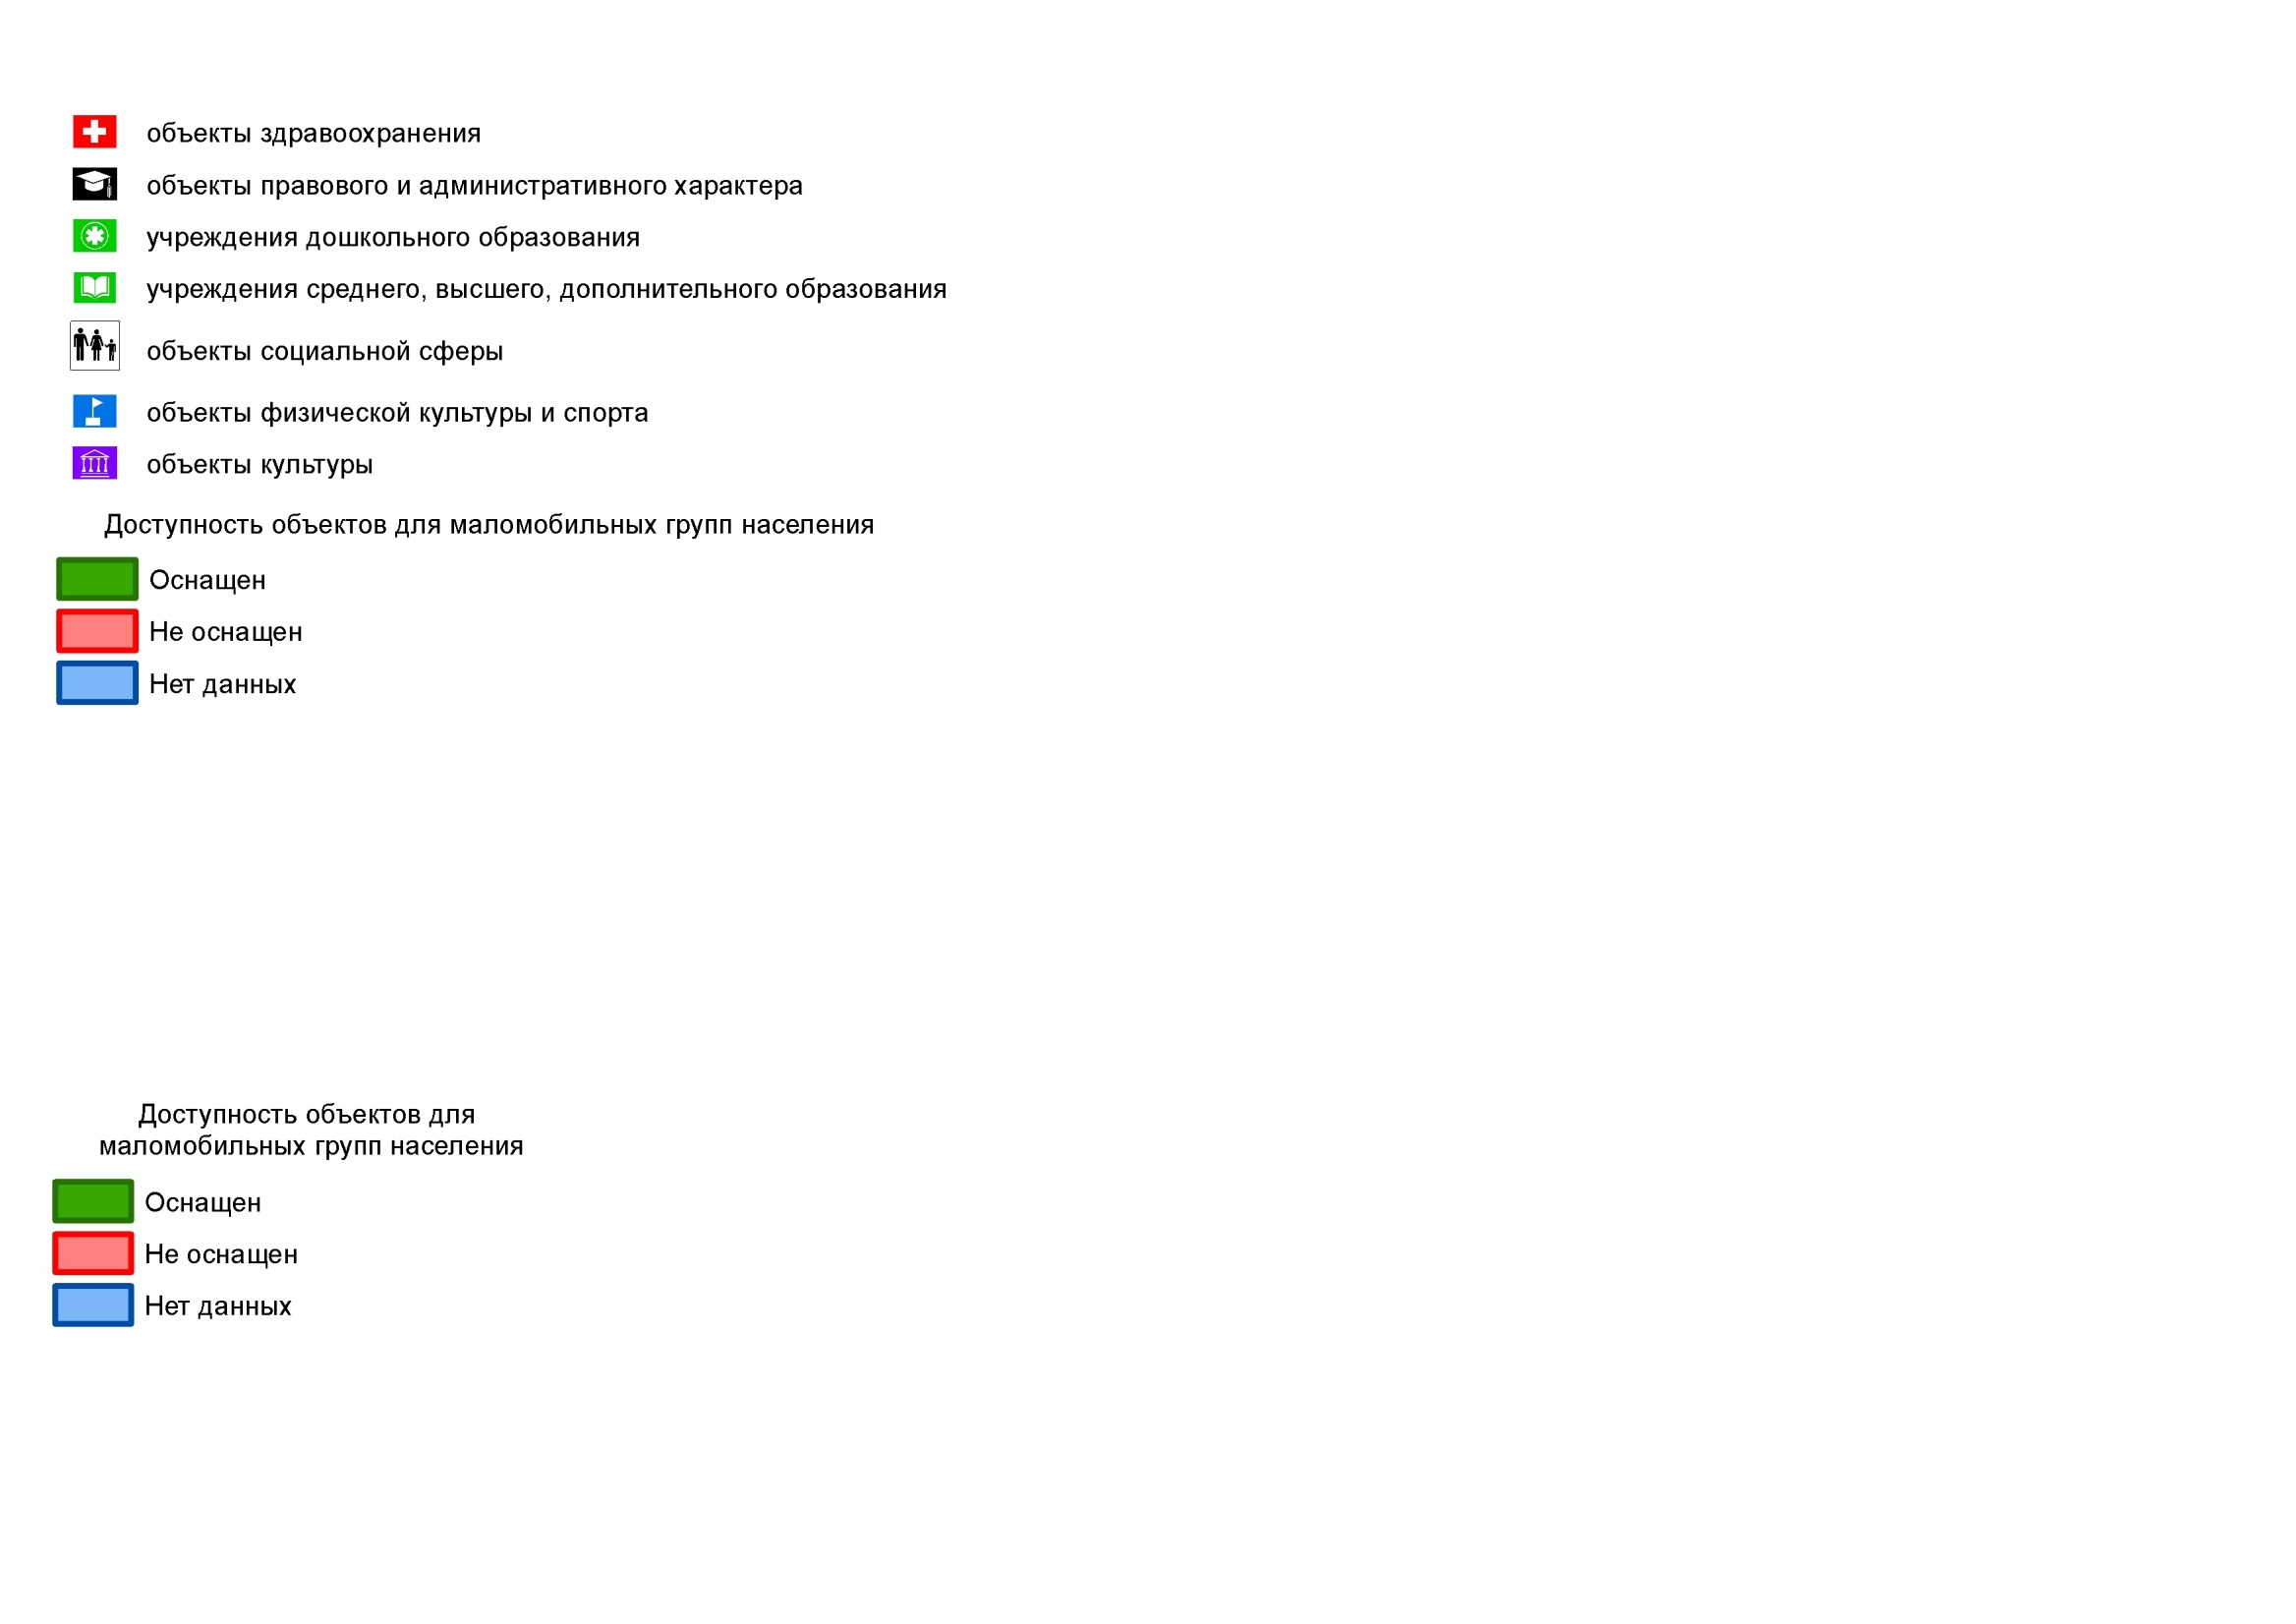 объекты здравоохранения
объекты правового и административного характера
учреждения дошкольного образования
учреждения среднего, высшего, дополнительного образования
объекты социальной сферы
объекты физической культуры и спорта
объекты культуры
Доступность объектов для маломобильных групп населения
Оснащен
Не оснащен
Нет данных
Доступность объектов для
маломобильных групп населения
Оснащен
Не оснащен
Нет данных